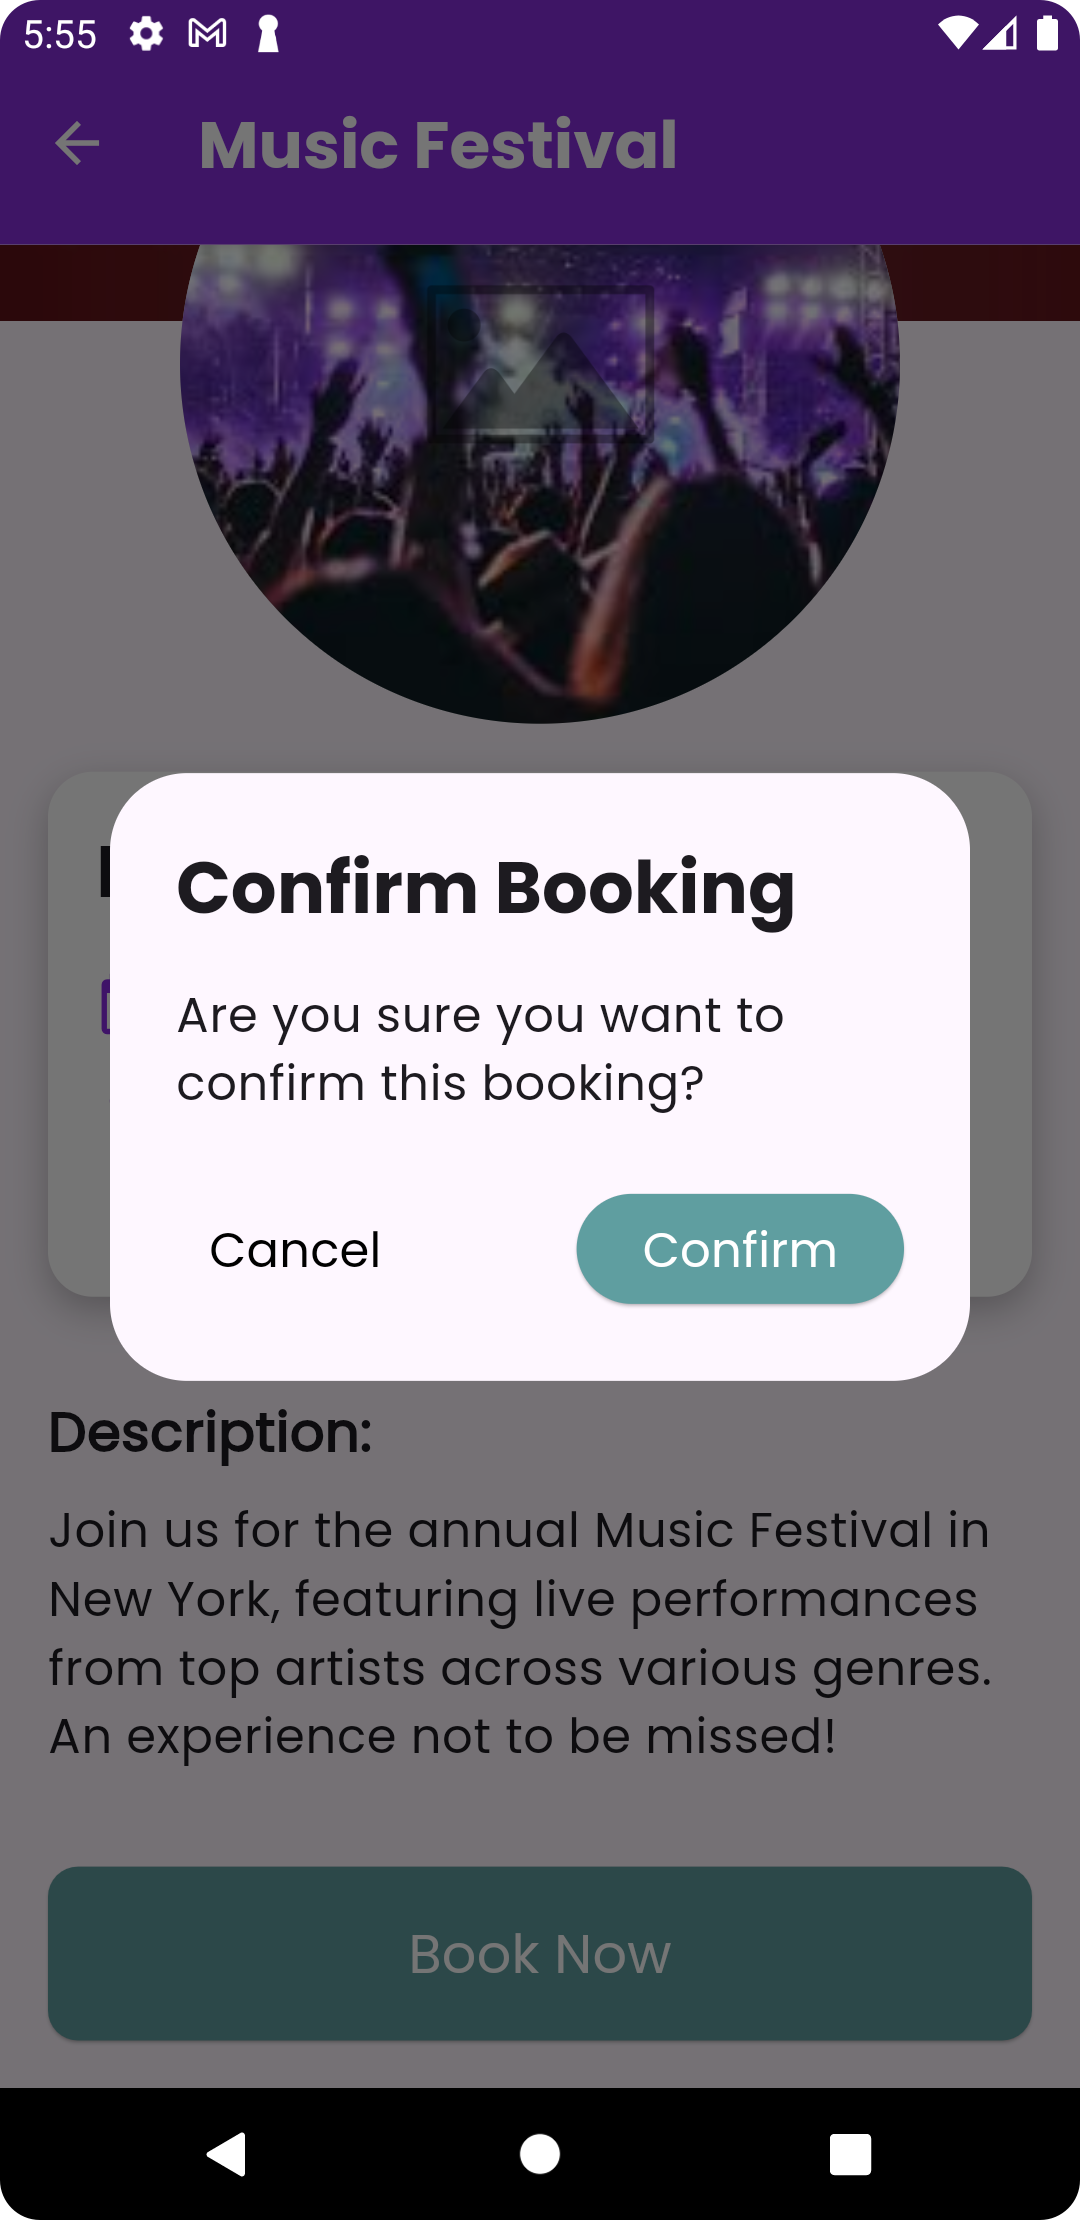 5:55
Music Festival
Confirm Booking
Are you sure you want to
confirm this booking?
Cancel
Confirm
Description:
Join us for the annual Music Festival in
New York, featuring live performances
from top artists across various genres.
An experience not to be missed!
Book Now